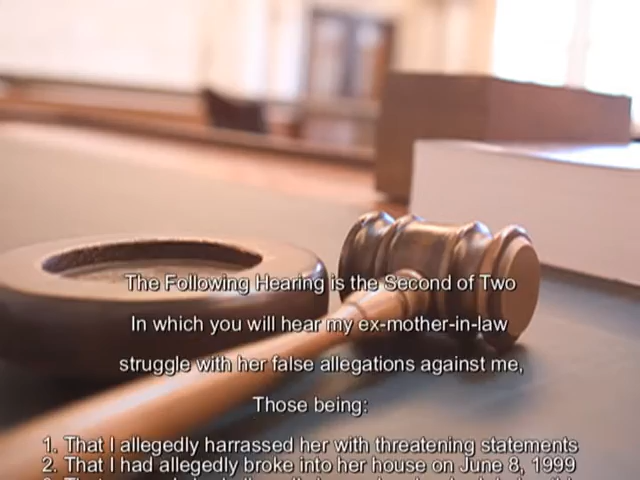 The Following Hearing is the Second of Two
In which you will hear my ex-mother-in-law
struggle with her false allegations against me,
Those being:
1. That I allegedly harrassed her with threatening statements
2. That I had allegedly broke into her house on June 8, 1999